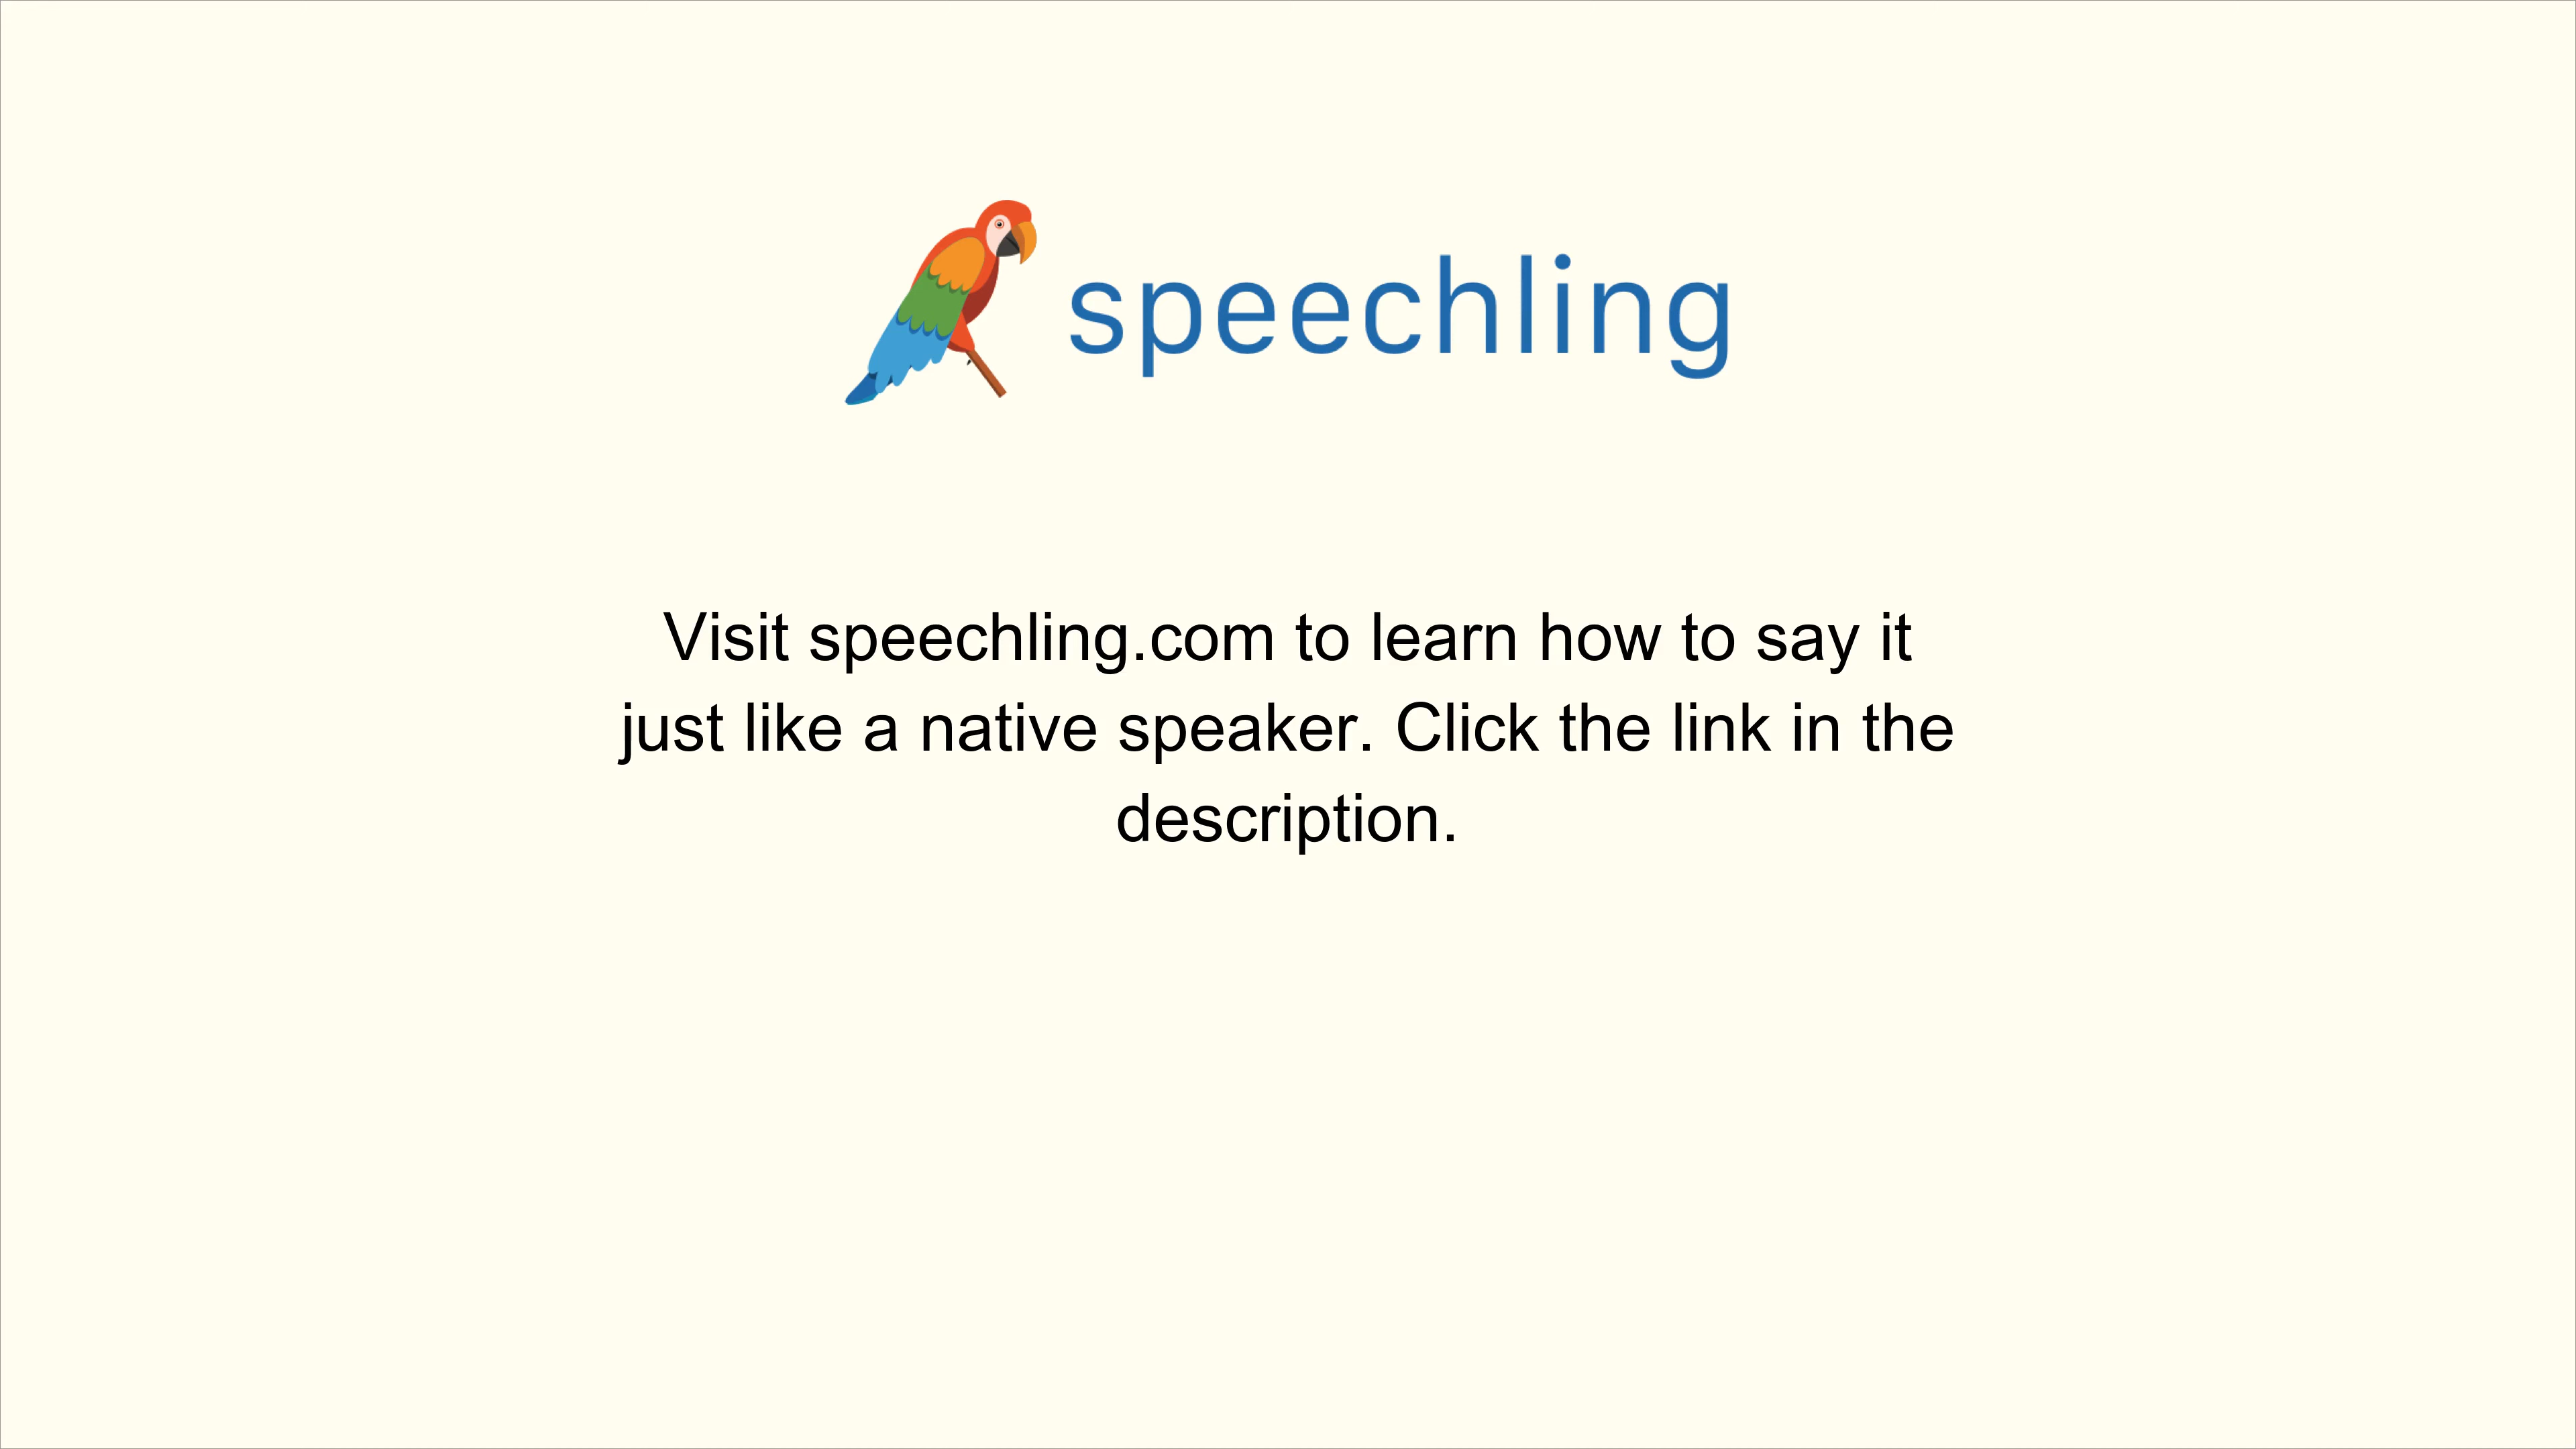 speechling
Visit speechling.com to learn how to say it
just like a native speaker. Click the link in the
description.